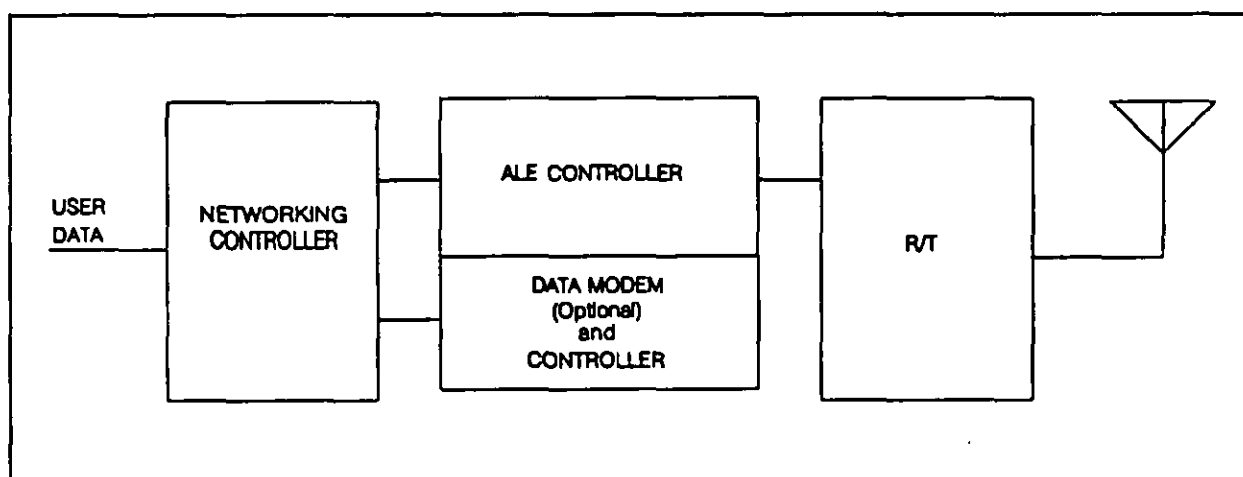 USER
DATA
NETWORKING
CONTROLLER
ALE CONTROLLER
DATA MODEM
(Optional)
and
CONTROLLER
R/T